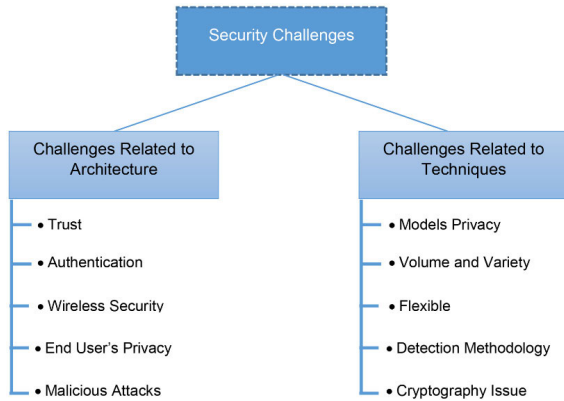 Security Challenges
Challenges Related to
Architecture
• Trust
• Authentication
• Wireless Security
• End User's Privacy
• Malicious Attacks
Challenges Related to
Techniques
• Models Privacy
• Volume and Variety
• Flexible
• Detection Methodology
• Cryptography Issue